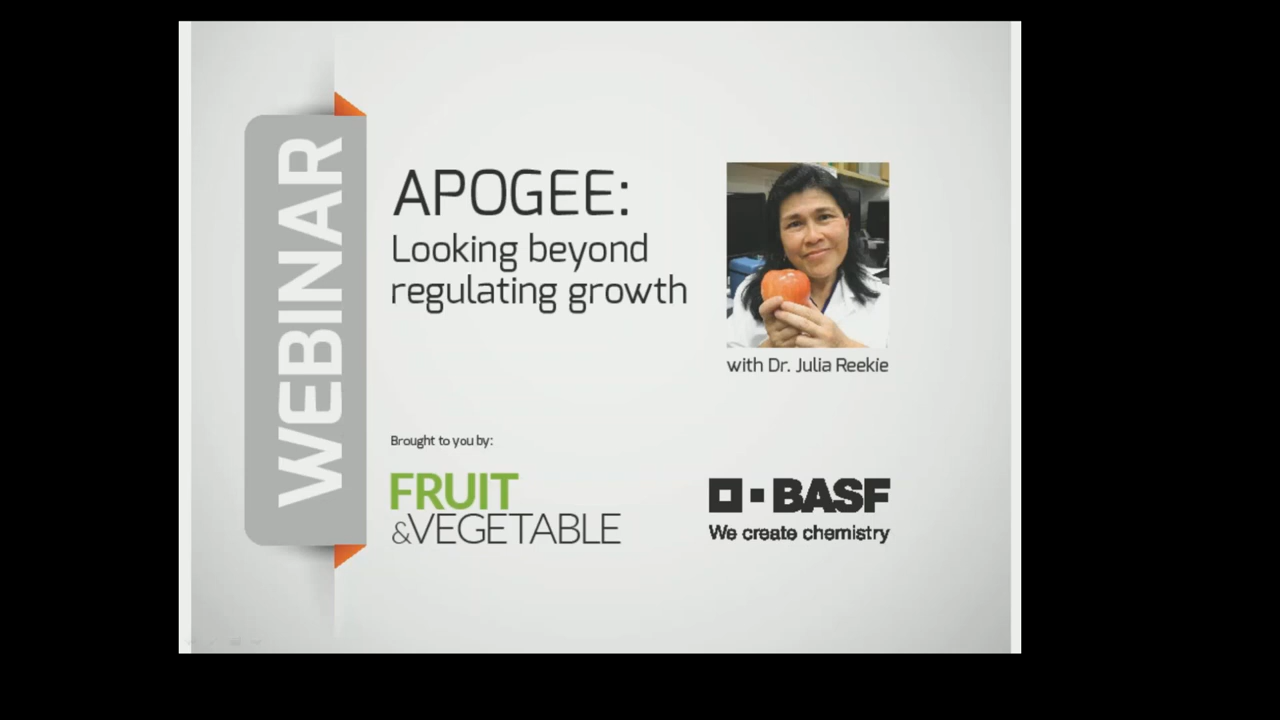 WEBINAR
APOGEE:
Looking beyond
regulating growth
with Dr. Julia Reekie
Brought to you by:
FRUIT
&VEGETABLE
BASF
We create chemistry